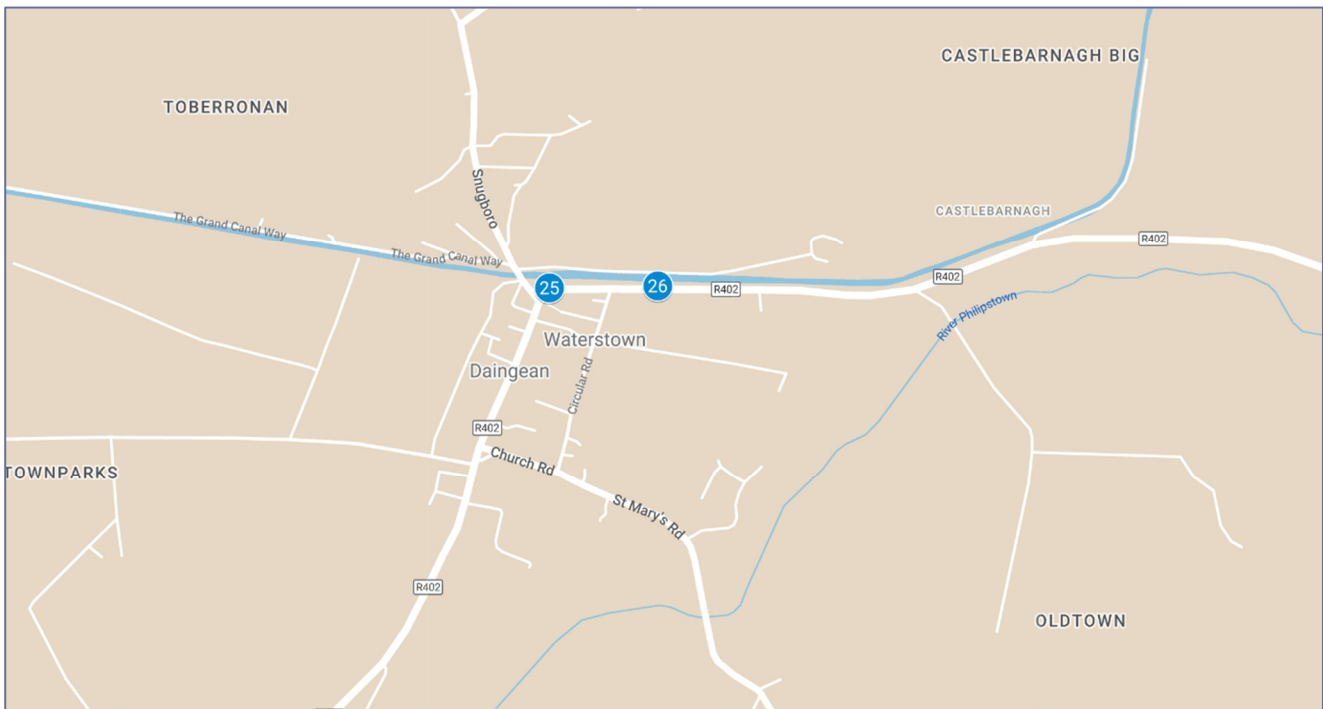 CASTLEBARNAGH BIG
TOBERRONAN
Snugboro
CASTLEBARNAGH
The Grand Canal Way
The Grand Canal Way
R402
R402
25
26
R402
River Philipstown
Waterstown
Daingean
Circular Rd
R402
Church Rd
TOWNPARKS
St Mary's Rd
R402
OLDTOWN